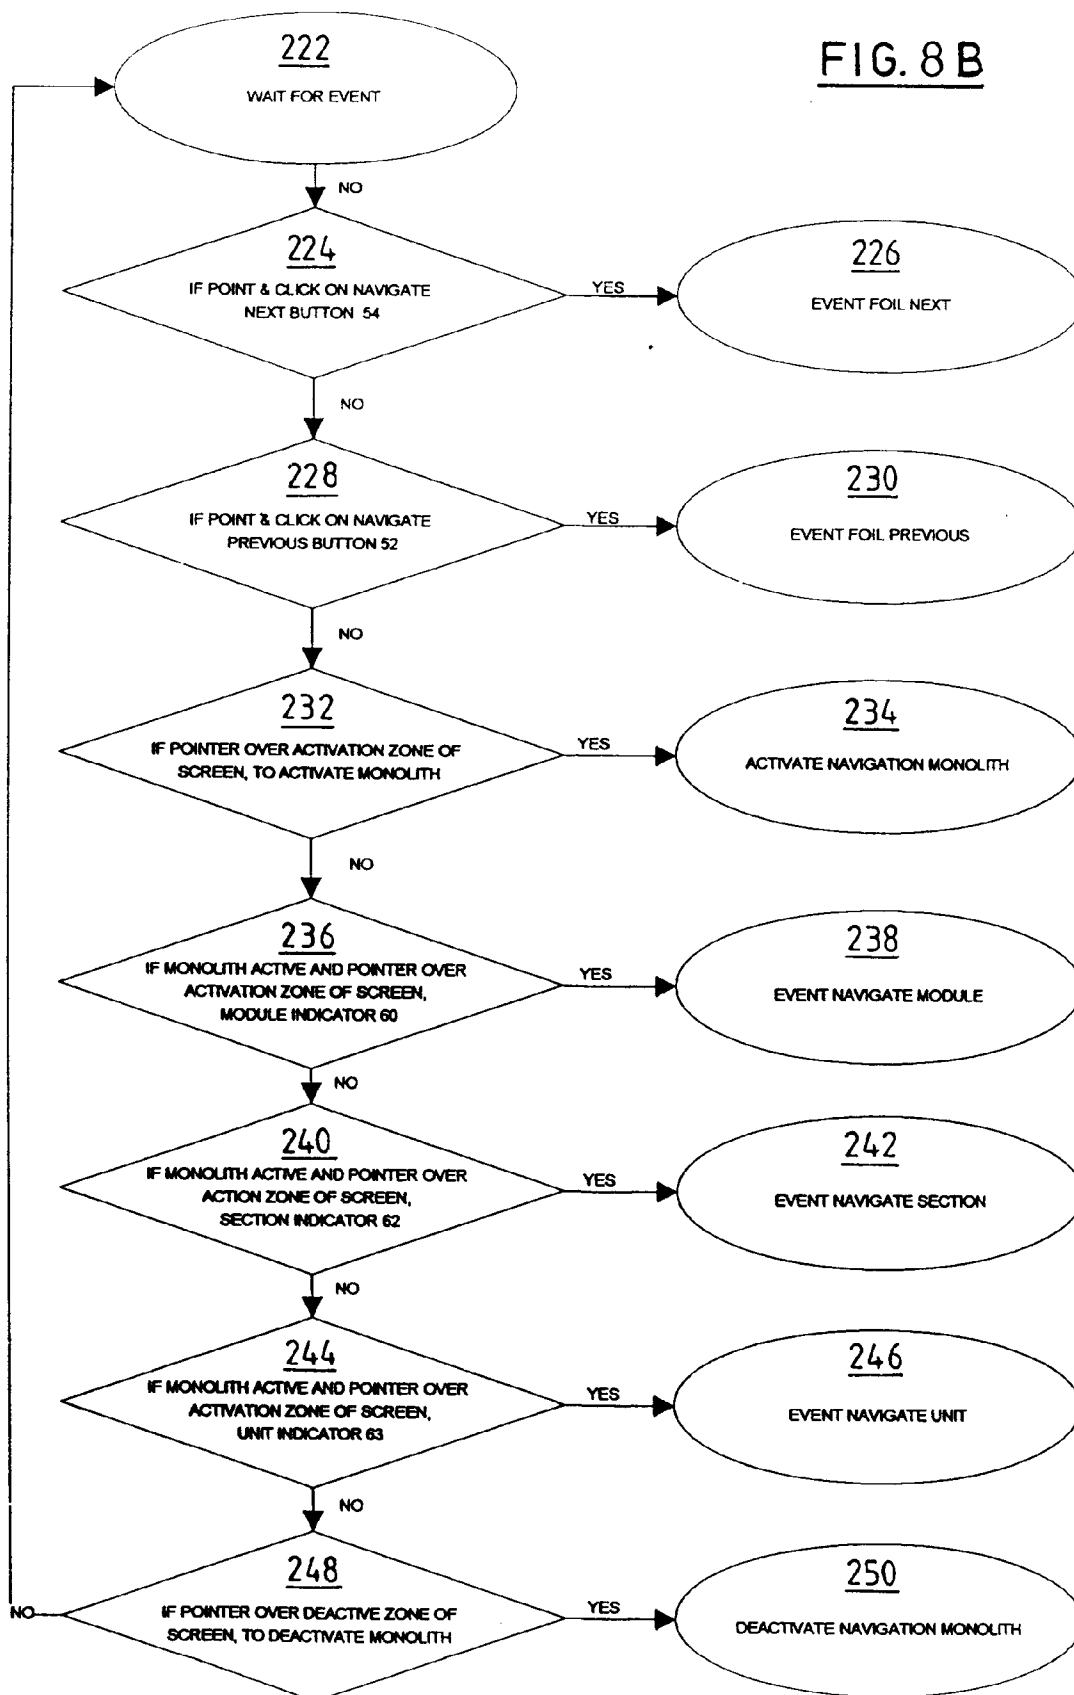 FIG. 8 B
222
WAIT FOR EVENT
NO
224
IF POINT & CLICK ON NAVIGATE
NEXT BUTTON 54
YES
226
EVENT FOIL NEXT
NO
228
IF POINT & CLICK ON NAVIGATE
PREVIOUS BUTTON 52
YES
230
EVENT FOIL PREVIOUS
NO
232
IF POINTER OVER ACTIVATION ZONE OF
SCREEN, TO ACTIVATE MONOLITH
YES
234
ACTIVATE NAVIGATION MONOLITH
NO
236
IF MONOLITH ACTIVE AND POINTER OVER
ACTIVATION ZONE OF SCREEN,
MODULE INDICATOR 60
YES
238
EVENT NAVIGATE MODULE
NO
240
IF MONOLITH ACTIVE AND POINTER OVER
ACTION ZONE OF SCREEN,
SECTION INDICATOR 62
YES
242
EVENT NAVIGATE SECTION
NO
244
IF MONOLITH ACTIVE AND POINTER OVER
ACTIVATION ZONE OF SCREEN,
UNIT INDICATOR 63
YES
246
EVENT NAVIGATE UNIT
NO
248
IF POINTER OVER DEACTIVE ZONE OF
SCREEN, TO DEACTIVATE MONOLITH
NO
YES
250
DEACTIVATE NAVIGATION MONOLITH